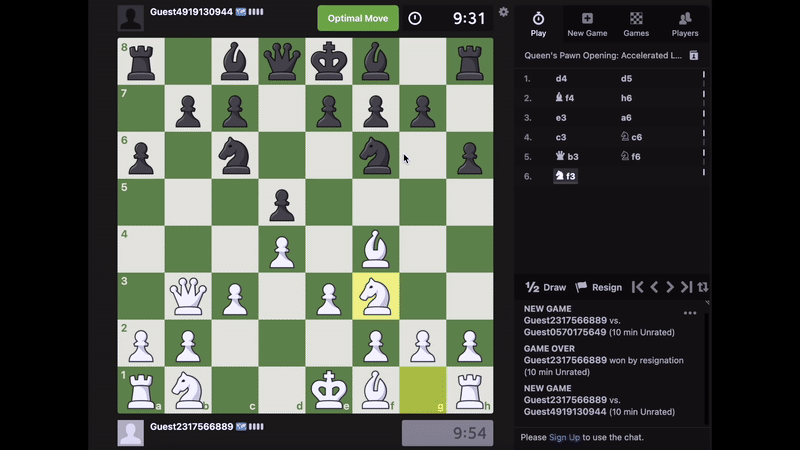 Guest4919130944
Optimal Move
9:31
8
7
6
5
4
3
2
1
a b c d e f g h
Guest2317566889
9:54
Play
New Game
Games
Players
Queen's Pawn Opening: Accelerated L...
1. d4 d5
2. f4 h6
3. e3 a6
4. c3 c6
5. b3 f6
6. f3
½ Draw
Resign
NEW GAME
Guest2317566889 vs.
Guest0570175649 (10 min Unrated)
GAME OVER
Guest2317566889 won by resignation
(10 min Unrated)
NEW GAME
Guest2317566889 vs.
Guest4919130944 (10 min Unrated)
Please Sign Up to use the chat.